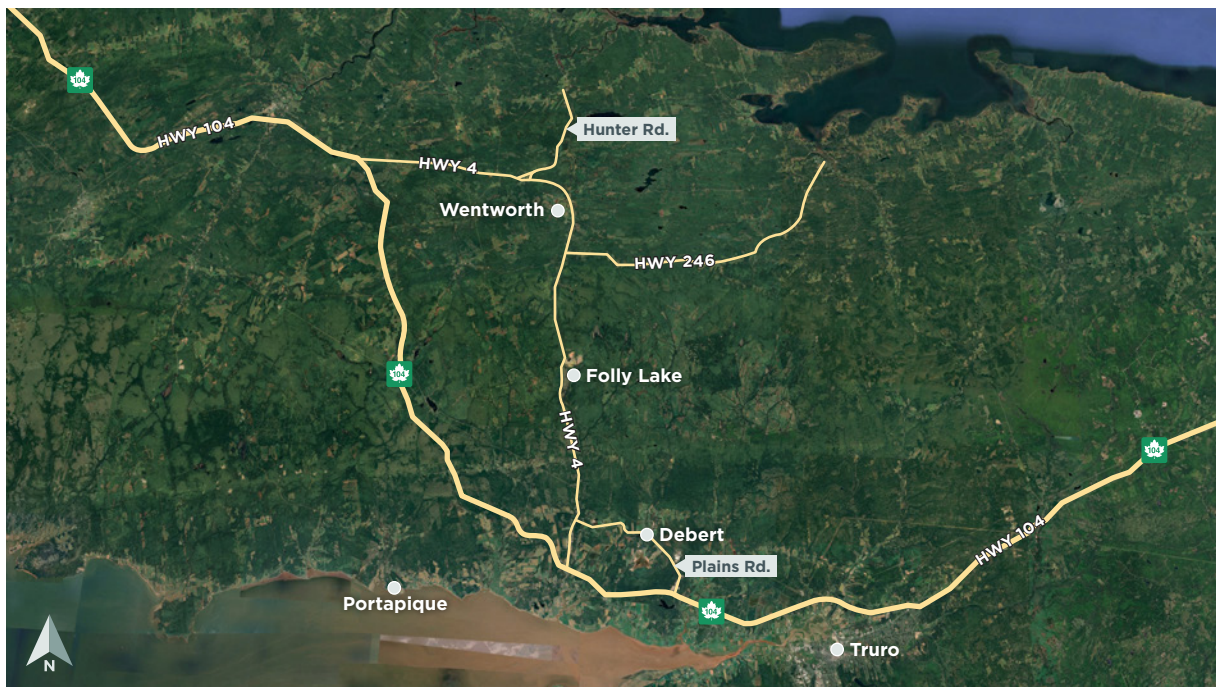 104
HWY 104
Hunter Rd.
HWY 4
Wentworth
HWY 246
104
Folly Lake
HWY 4
104
Debert
HWY 104
Plains Rd.
Portapique
104
Truro
N